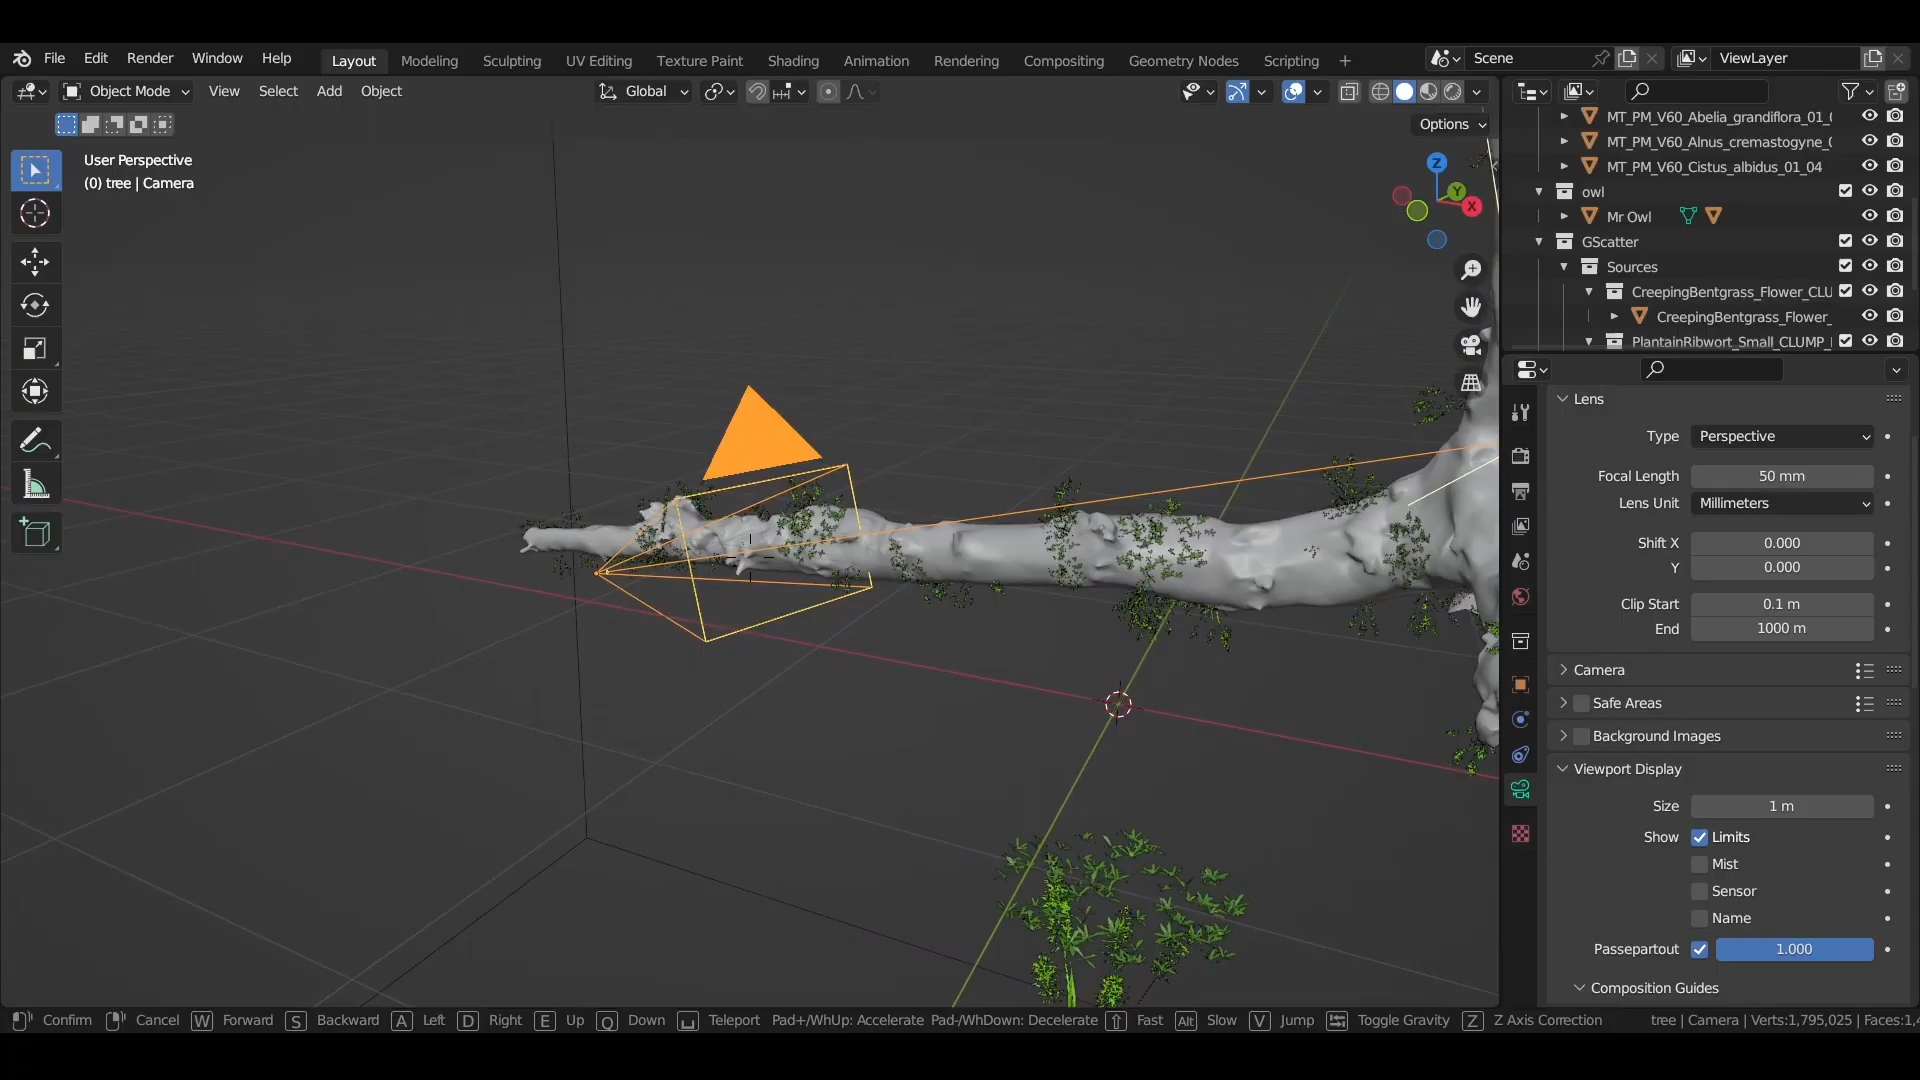 File Edit Render Window Help
Layout Modeling Sculpting UV Editing Texture Paint Shading Animation Rendering Compositing Geometry Nodes Scripting +
Scene
ViewLayer
Object Mode View Select Add Object
Global
Options
User Perspective
(0) tree | Camera
Z
Y
X
MT_PM_V60_Abelia_grandiflora_01_(
MT_PM_V60_Alnus_cremastogyne_(
MT_PM_V60_Cistus_albidus_01_04
owl
Mr Owl
GScatter
Sources
CreepingBentgrass_Flower_CLU
CreepingBentgrass_Flower_
PlantainRibwort_Small_CLUMP_
Lens
Type Perspective
Focal Length 50 mm
Lens Unit Millimeters
Shift X 0.000
Y 0.000
Clip Start 0.1 m
End 1000 m
Camera
Safe Areas
Background Images
Viewport Display
Size 1 m
Show Limits
Mist
Sensor
Name
Passepartout 1.000
Composition Guides
Confirm Cancel W Forward S Backward A Left D Right E Up Q Down Teleport Pad+/WhUp: Accelerate Pad-/WhDown: Decelerate Fast Alt Slow V Jump Toggle Gravity Z Z Axis Correction tree | Camera | Verts:1,795,025 | Faces:1,4